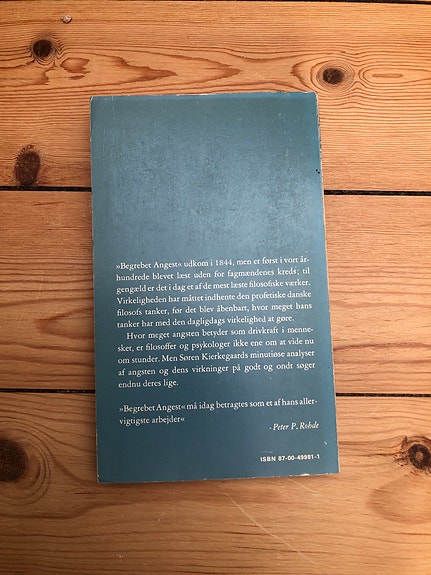 »Begrebet Angest« udkom i 1844, men er først i vort år-
hundrede blevet læst uden for fagmændenes kreds; til
gengæld er det i dag et af de mest læste filosofiske værker.
Virkeligheden har måttet indhente den profetiske danske
filosofs tanker, før det blev åbenbart, hvor meget hans
tanker har med den dagligdags virkelighed at gøre.
Hvor meget angsten betyder som drivkraft i menne-
sket, er filosoffer og psykologer ikke ene om at vide nu
om stunder. Men Søren Kierkegaards minutiøse analyser
af angsten og dens virkninger på godt og ondt søger
endnu deres lige.
»Begrebet Angest« må idag betragtes som et af hans aller-
vigtigste arbejder«
- Peter P. Rohde
ISBN 87-00-49981-1